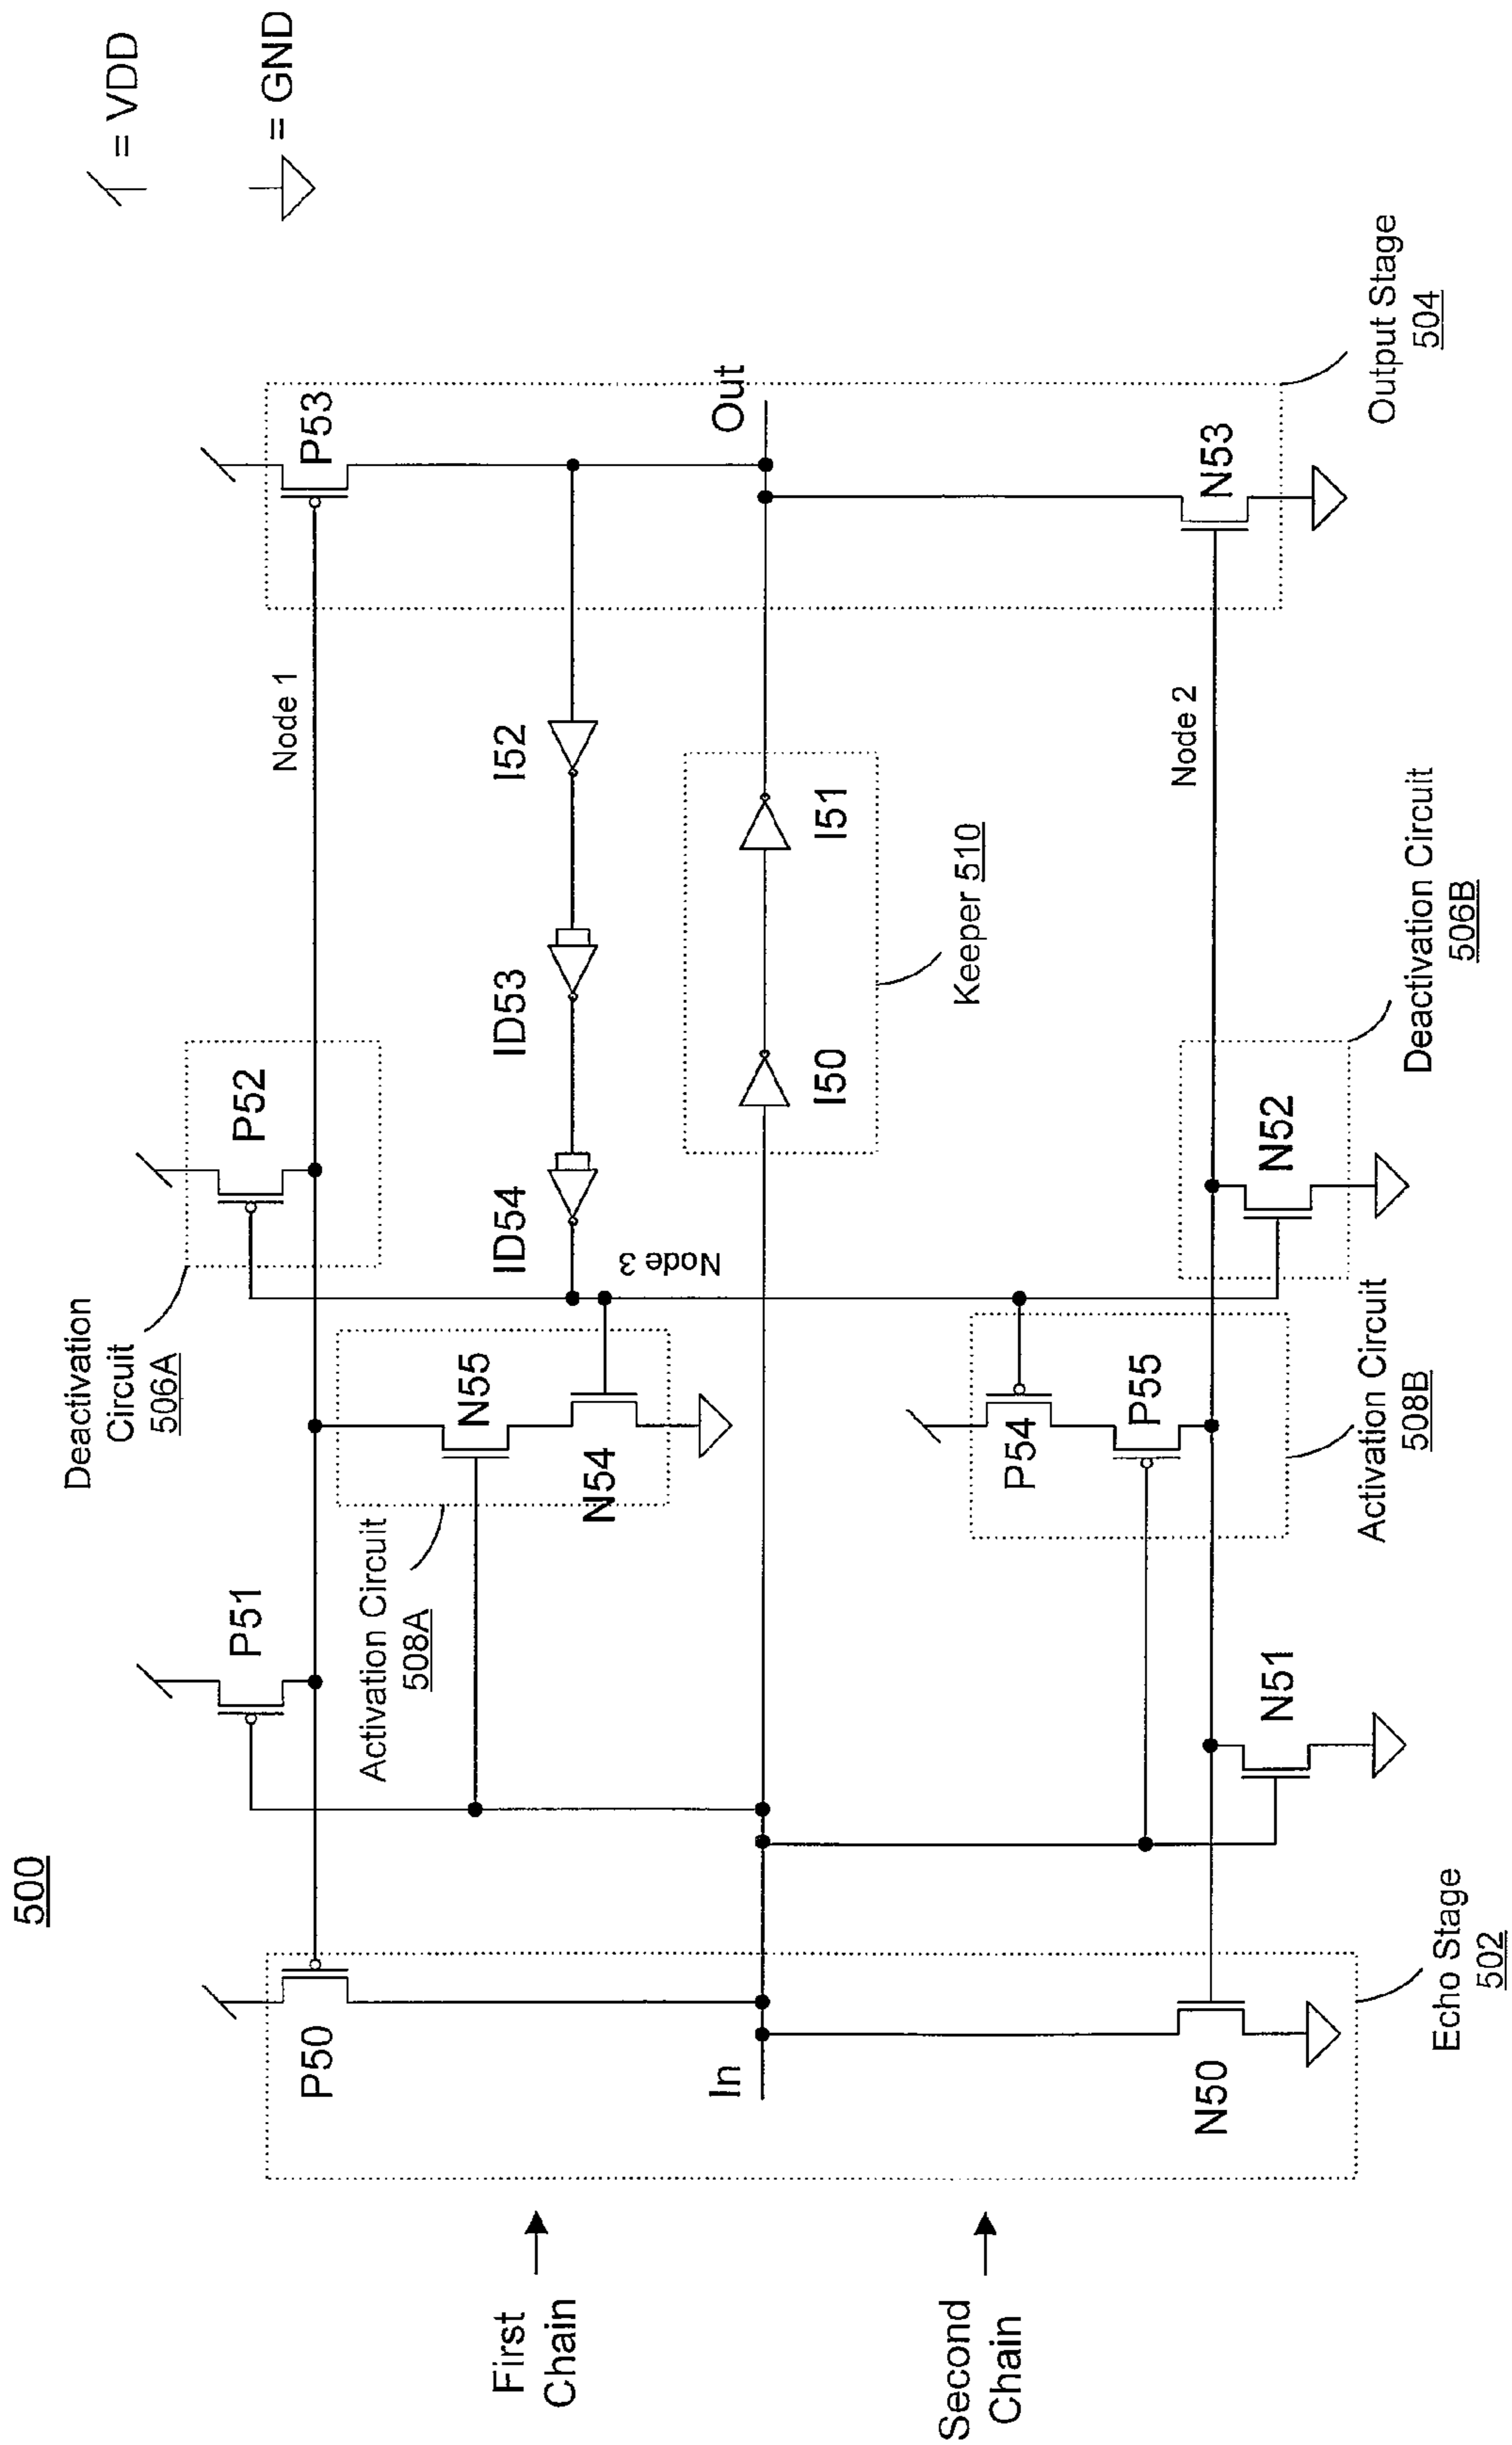 500
= VDD
= GND
Deactivation
Circuit
506A
P50
P51
P52
P53
Node 1
Activation Circuit
508A
N55
N54
ID54
ID53
I52
Node 3
First
Chain
In
Out
I50
I51
Keeper 510
Second
Chain
P54
P55
Node 2
N50
N51
N52
N53
Echo Stage
502
Activation Circuit
508B
Deactivation Circuit
506B
Output Stage
504